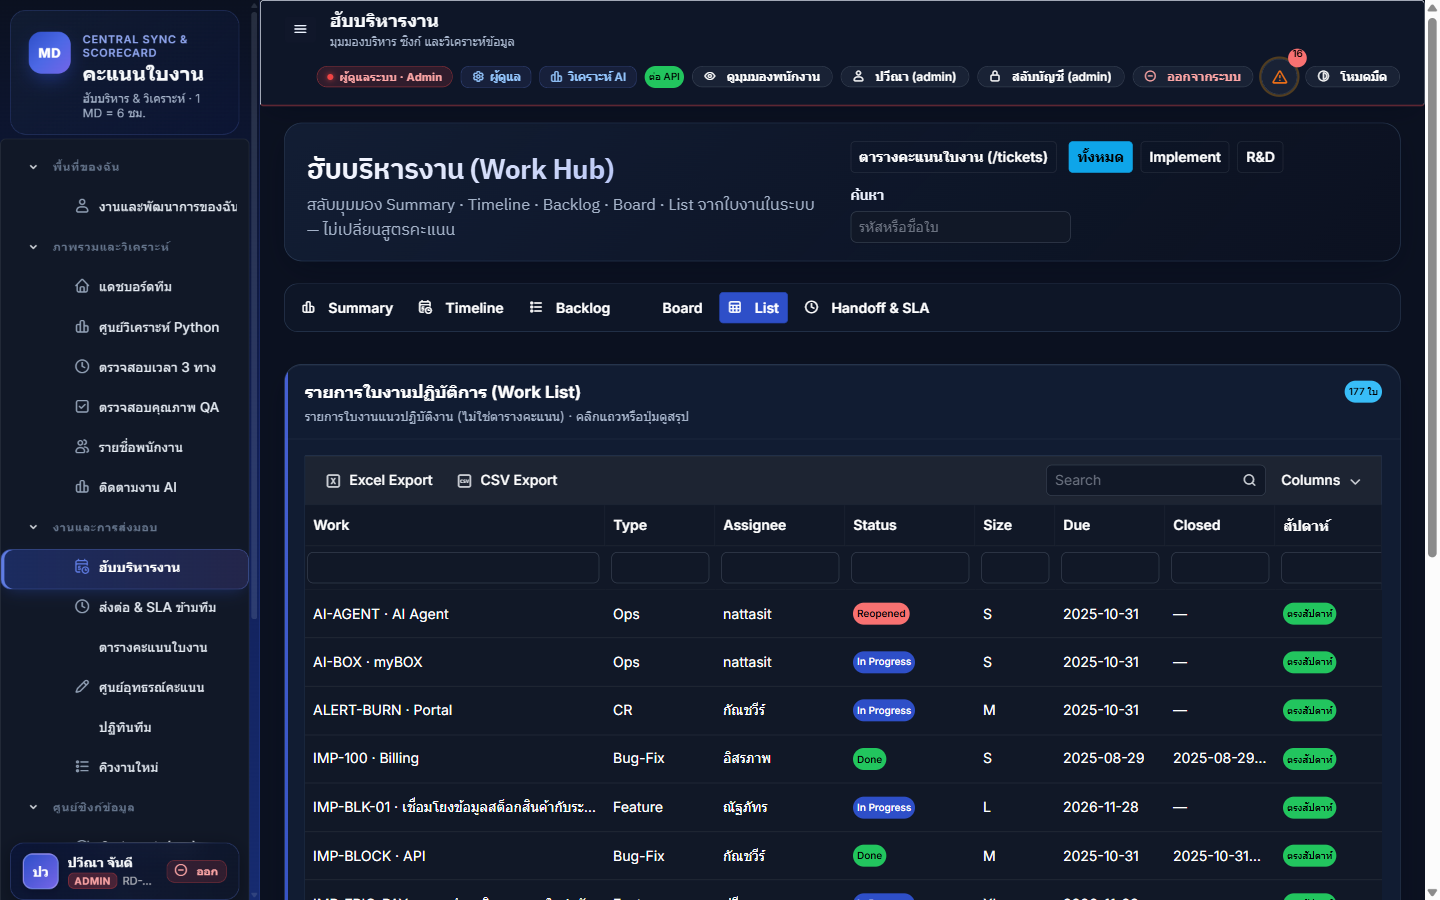 MD
CENTRAL SYNC &
SCORECARD
คะแนนใบงาน
ฮับบริหาร & วิเคราะห์ · 1
MD = 6 ชม.
พื้นที่ของฉัน
งานและพัฒนาการของฉัน
ภาพรวมและวิเคราะห์
แดชบอร์ดทีม
ศูนย์วิเคราะห์ Python
ตรวจสอบเวลา 3 ทาง
ตรวจสอบคุณภาพ QA
รายชื่อพนักงาน
ติดตามงาน AI
งานและการส่งมอบ
ฮับบริหารงาน
ส่งต่อ & SLA ข้ามทีม
ตารางคะแนนใบงาน
ศูนย์อุทธรณ์คะแนน
ปฏิทินทีม
คิวงานใหม่
ศูนย์ซิงก์ข้อมูล
ปว
ปวีณา จันดี
ADMIN RD-...
ออก
ฮับบริหารงาน
มุมมองบริหาร ซิงก์ และวิเคราะห์ข้อมูล
ผู้ดูแลระบบ · Admin
ผู้ดูแล
วิเคราะห์ AI
ต่อ API
ดูมุมมองพนักงาน
ปวีณา (admin)
สลับบัญชี (admin)
ออกจากระบบ
16
โหมดมืด
ฮับบริหารงาน (Work Hub)
สลับมุมมอง Summary · Timeline · Backlog · Board · List จากใบงานในระบบ
— ไม่เปลี่ยนสูตรคะแนน
ตารางคะแนนใบงาน (/tickets)
ทั้งหมด
Implement
R&D
ค้นหา
รหัสหรือชื่อใบ
Summary
Timeline
Backlog
Board
List
Handoff & SLA
รายการใบงานปฏิบัติการ (Work List)
รายการใบงานแนวปฏิบัติงาน (ไม่ใช่ตารางคะแนน) · คลิกแถวหรือปุ่มดูสรุป
177 ใบ
Excel Export
CSV Export
Search
Columns
Work Type Assignee Status Size Due Closed สัปดาห์
AI-AGENT · AI Agent Ops nattasit Reopened S 2025-10-31 — ตรงสัปดาห์
AI-BOX · myBOX Ops nattasit In Progress S 2025-10-31 — ตรงสัปดาห์
ALERT-BURN · Portal CR กัณชวีร์ In Progress M 2025-10-31 — ตรงสัปดาห์
IMP-100 · Billing Bug-Fix อิสรภาพ Done S 2025-08-29 2025-08-29... ตรงสัปดาห์
IMP-BLK-01 · เชื่อมโยงข้อมูลสต็อกสินค้ากับระ... Feature ณัฐภัทร In Progress L 2026-11-28 — ตรงสัปดาห์
IMP-BLOCK · API Bug-Fix กัณชวีร์ Done M 2025-10-31 2025-10-31... ตรงสัปดาห์